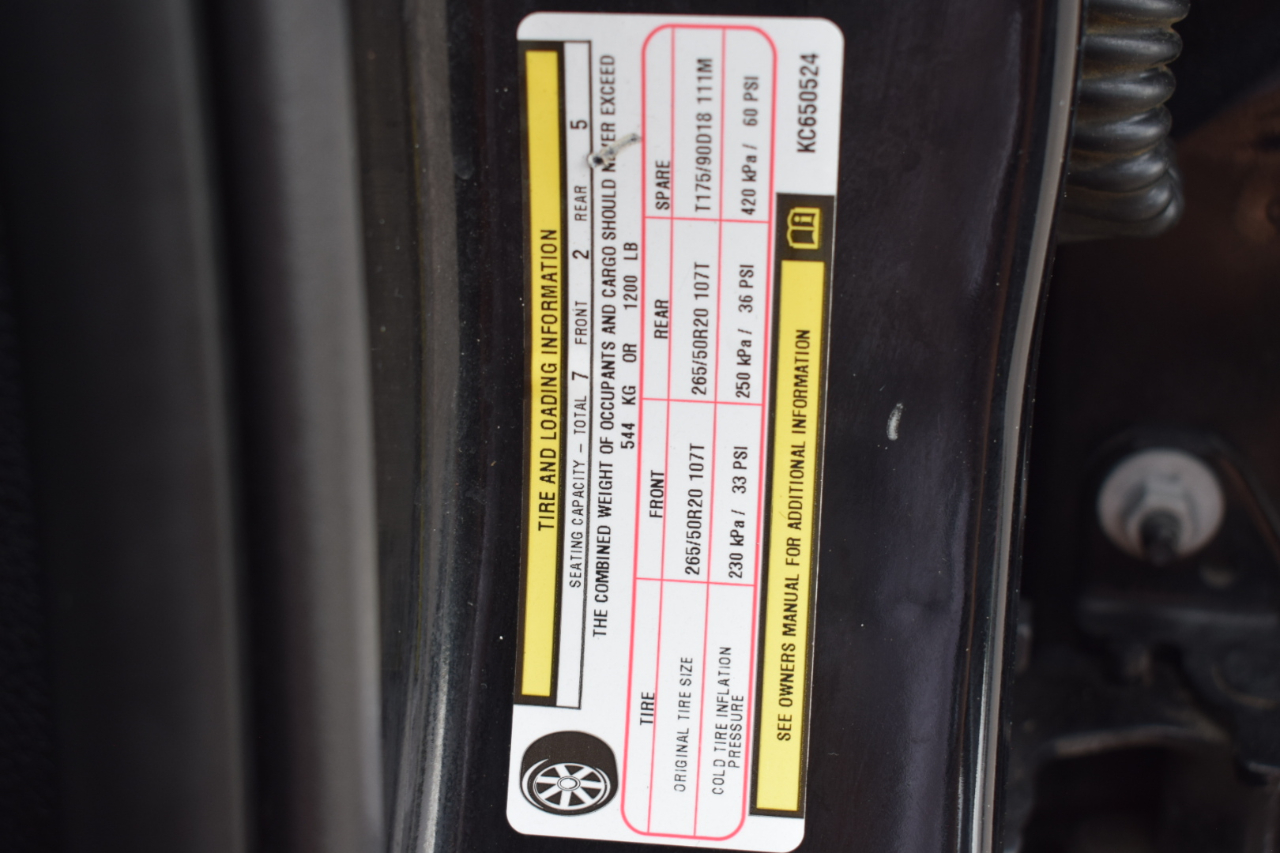 TIRE AND LOADING INFORMATION
SEATING CAPACITY – TOTAL 7 FRONT 2 REAR 5
THE COMBINED WEIGHT OF OCCUPANTS AND CARGO SHOULD NEVER EXCEED
544 KG OR 1200 LB
TIRE FRONT REAR SPARE
ORIGINAL TIRE SIZE 265/50R20 107T 265/50R20 107T T175/90D18 111M
COLD TIRE INFLATION PRESSURE 230 kPa / 33 PSI 250 kPa / 36 PSI 420 kPa / 60 PSI
SEE OWNERS MANUAL FOR ADDITIONAL INFORMATION
KC650524